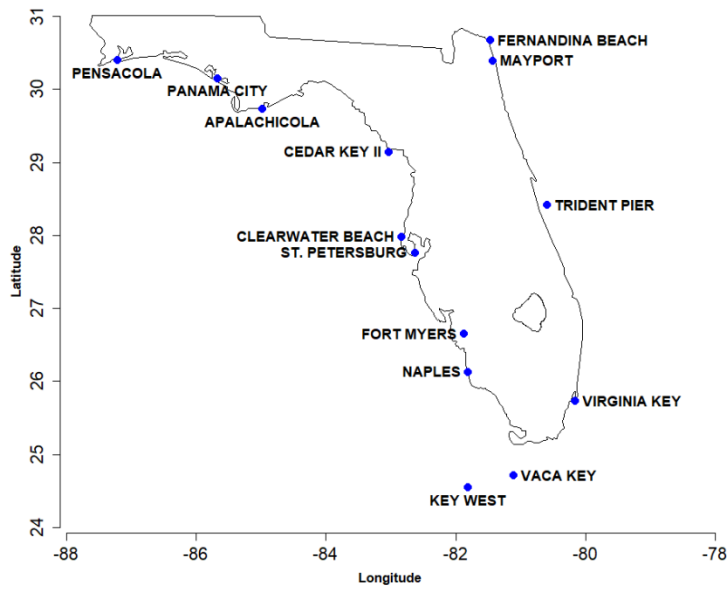 31
FERNANDINA BEACH
MAYPORT
PENSACOLA
30
PANAMA CITY
APALACHICOLA
CEDAR KEY II
29
TRIDENT PIER
CLEARWATER BEACH
28
ST. PETERSBURG
Latitude
27
FORT MYERS
NAPLES
26
VIRGINIA KEY
25
VACA KEY
KEY WEST
24
-88 -86 -84 -82 -80 -78
Longitude